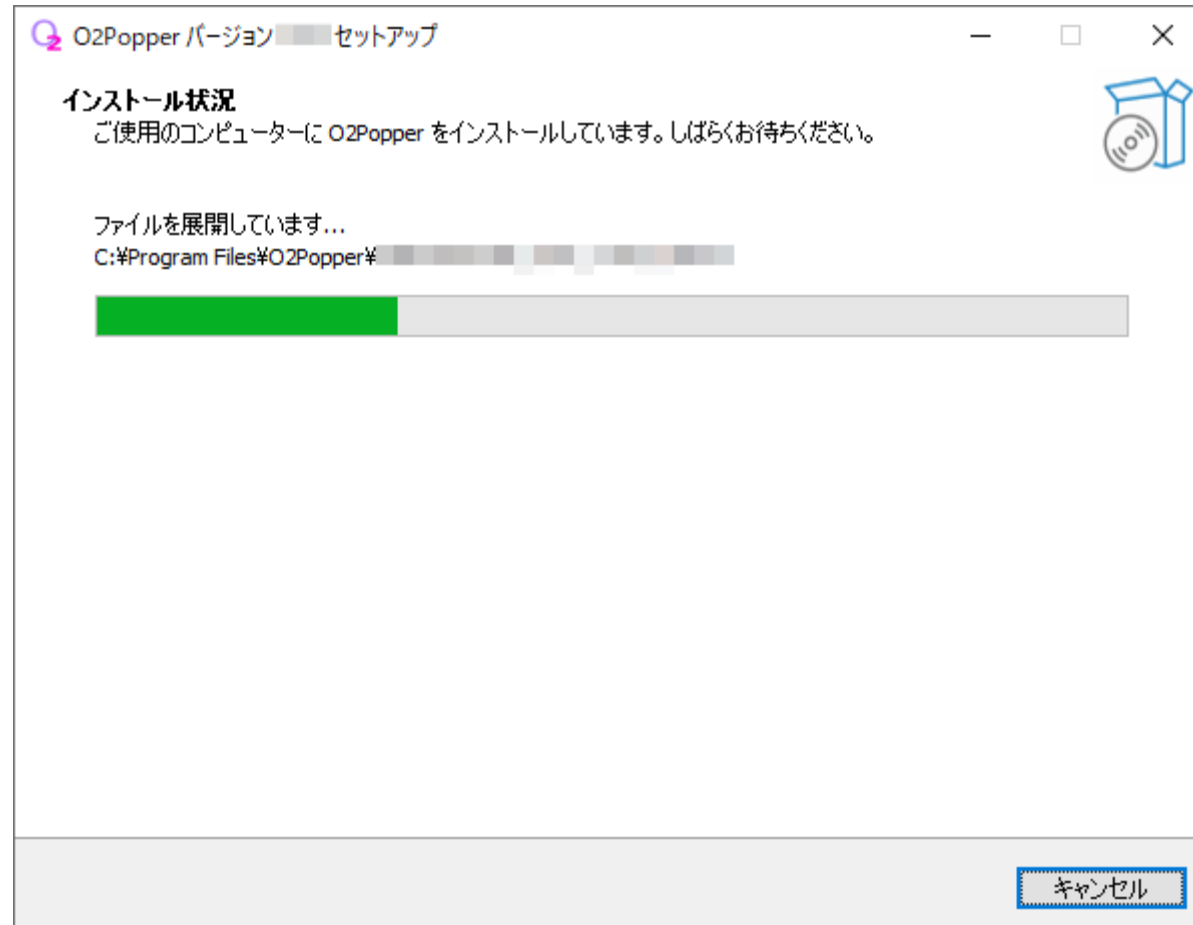 O2Popper バージョン セットアップ
インストール状況
ご使用のコンピューターに O2Popper をインストールしています。しばらくお待ちください。
ファイルを展開しています...
C:¥Program Files¥O2Popper¥
キャンセル